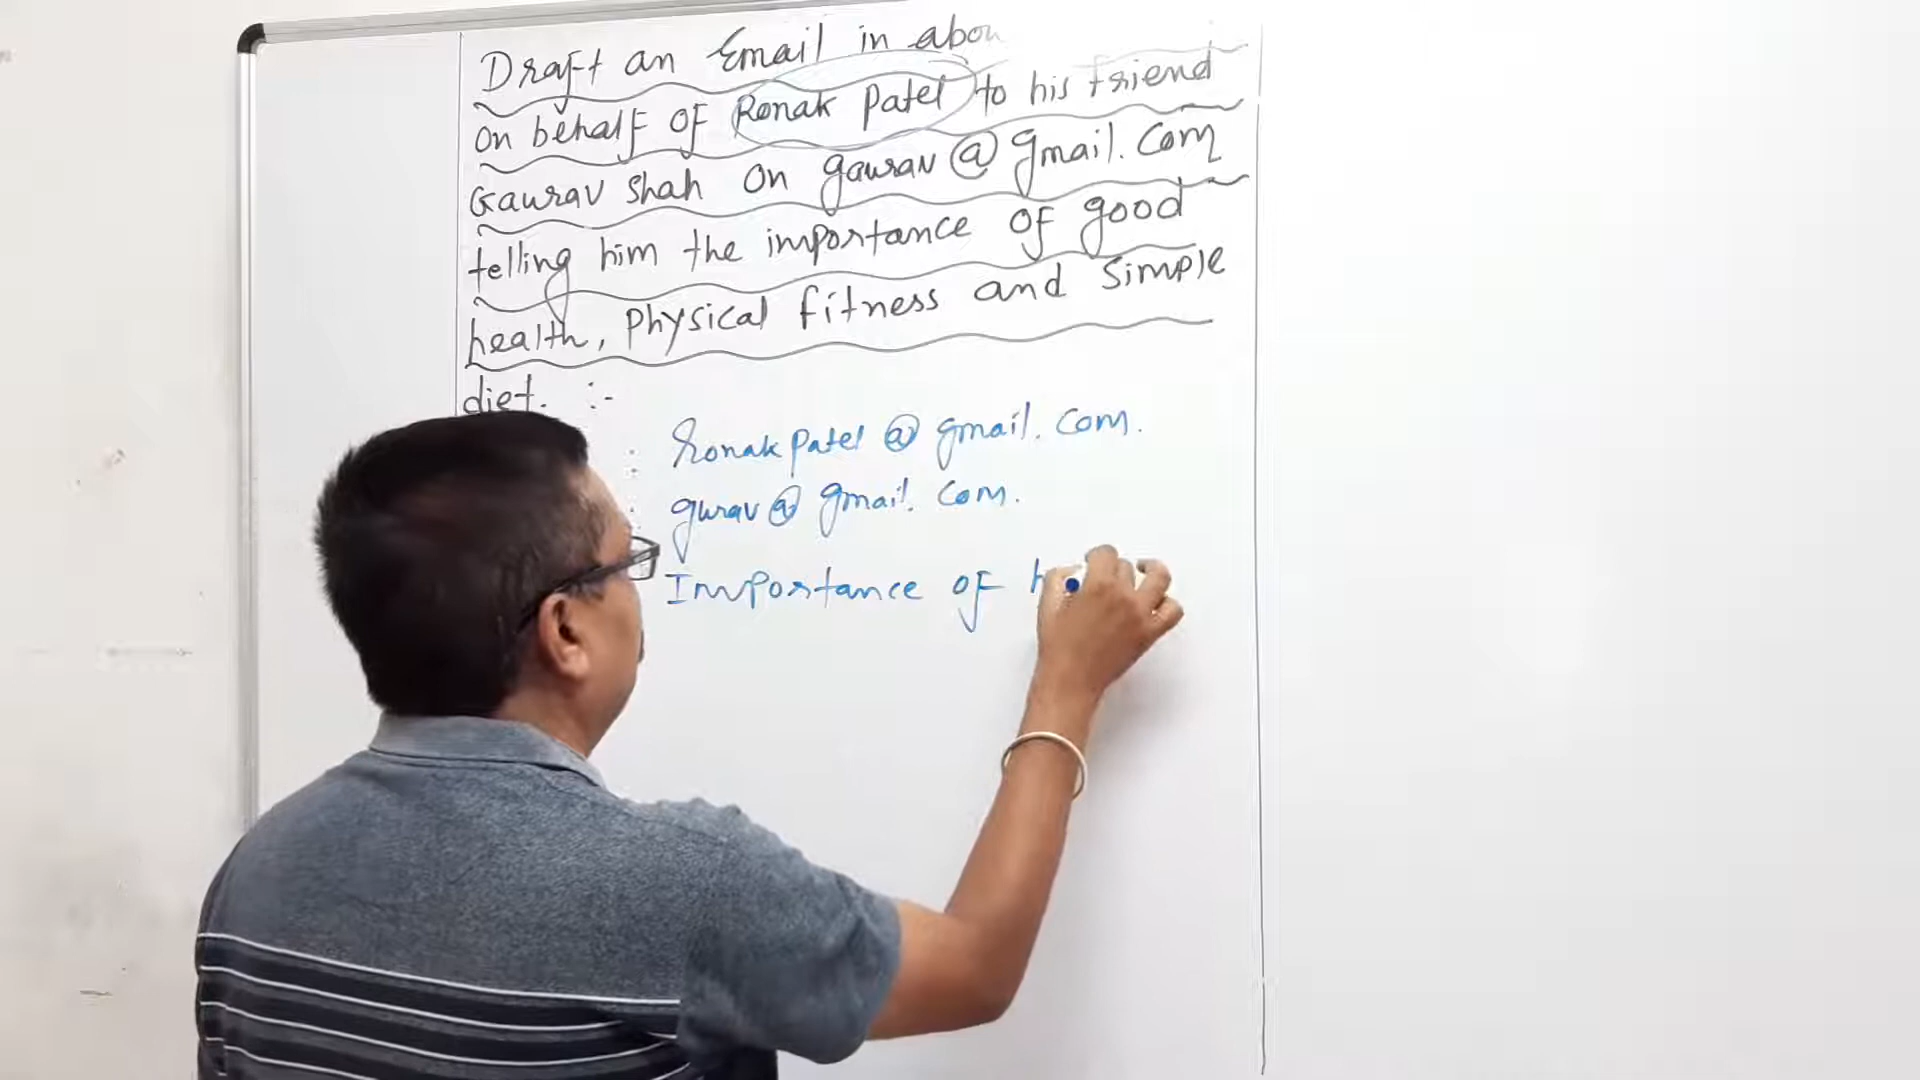 Draft an Email in abou
on behalf of Ronak Patel to his friend
Gaurav Shah on gaurav@gmail.com
telling him the importance of good
health, Physical fitness and simple
diet. :-
: ronakpatel@gmail.com.
: gurav@gmail.com.
Importance of h